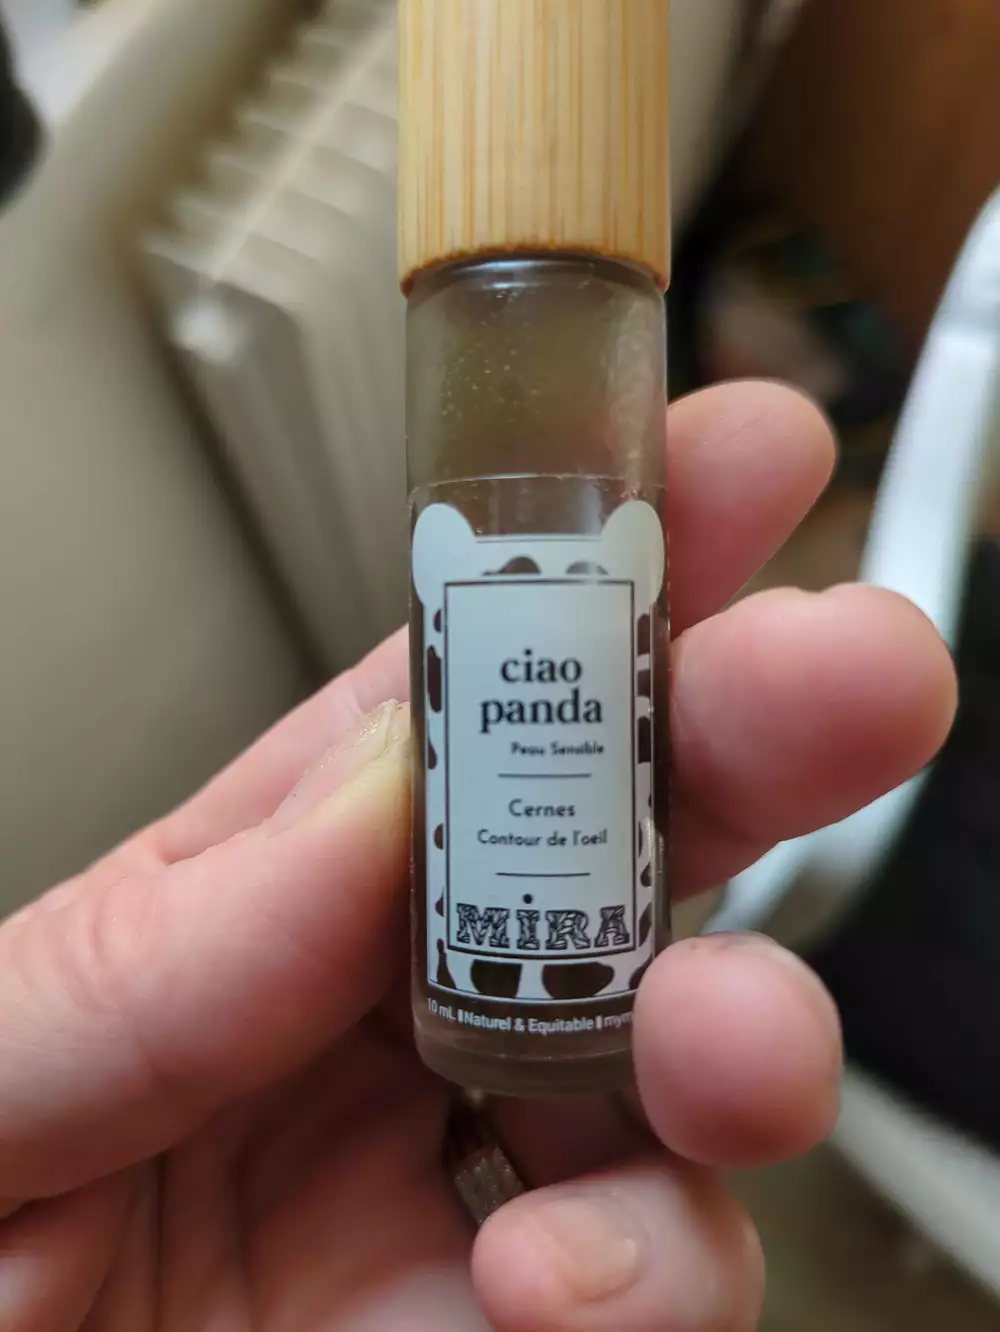 ciao
panda
Peau Sensible
Cernes
Contour de l'oeil
MIRA
10 mL Naturel & Equitable